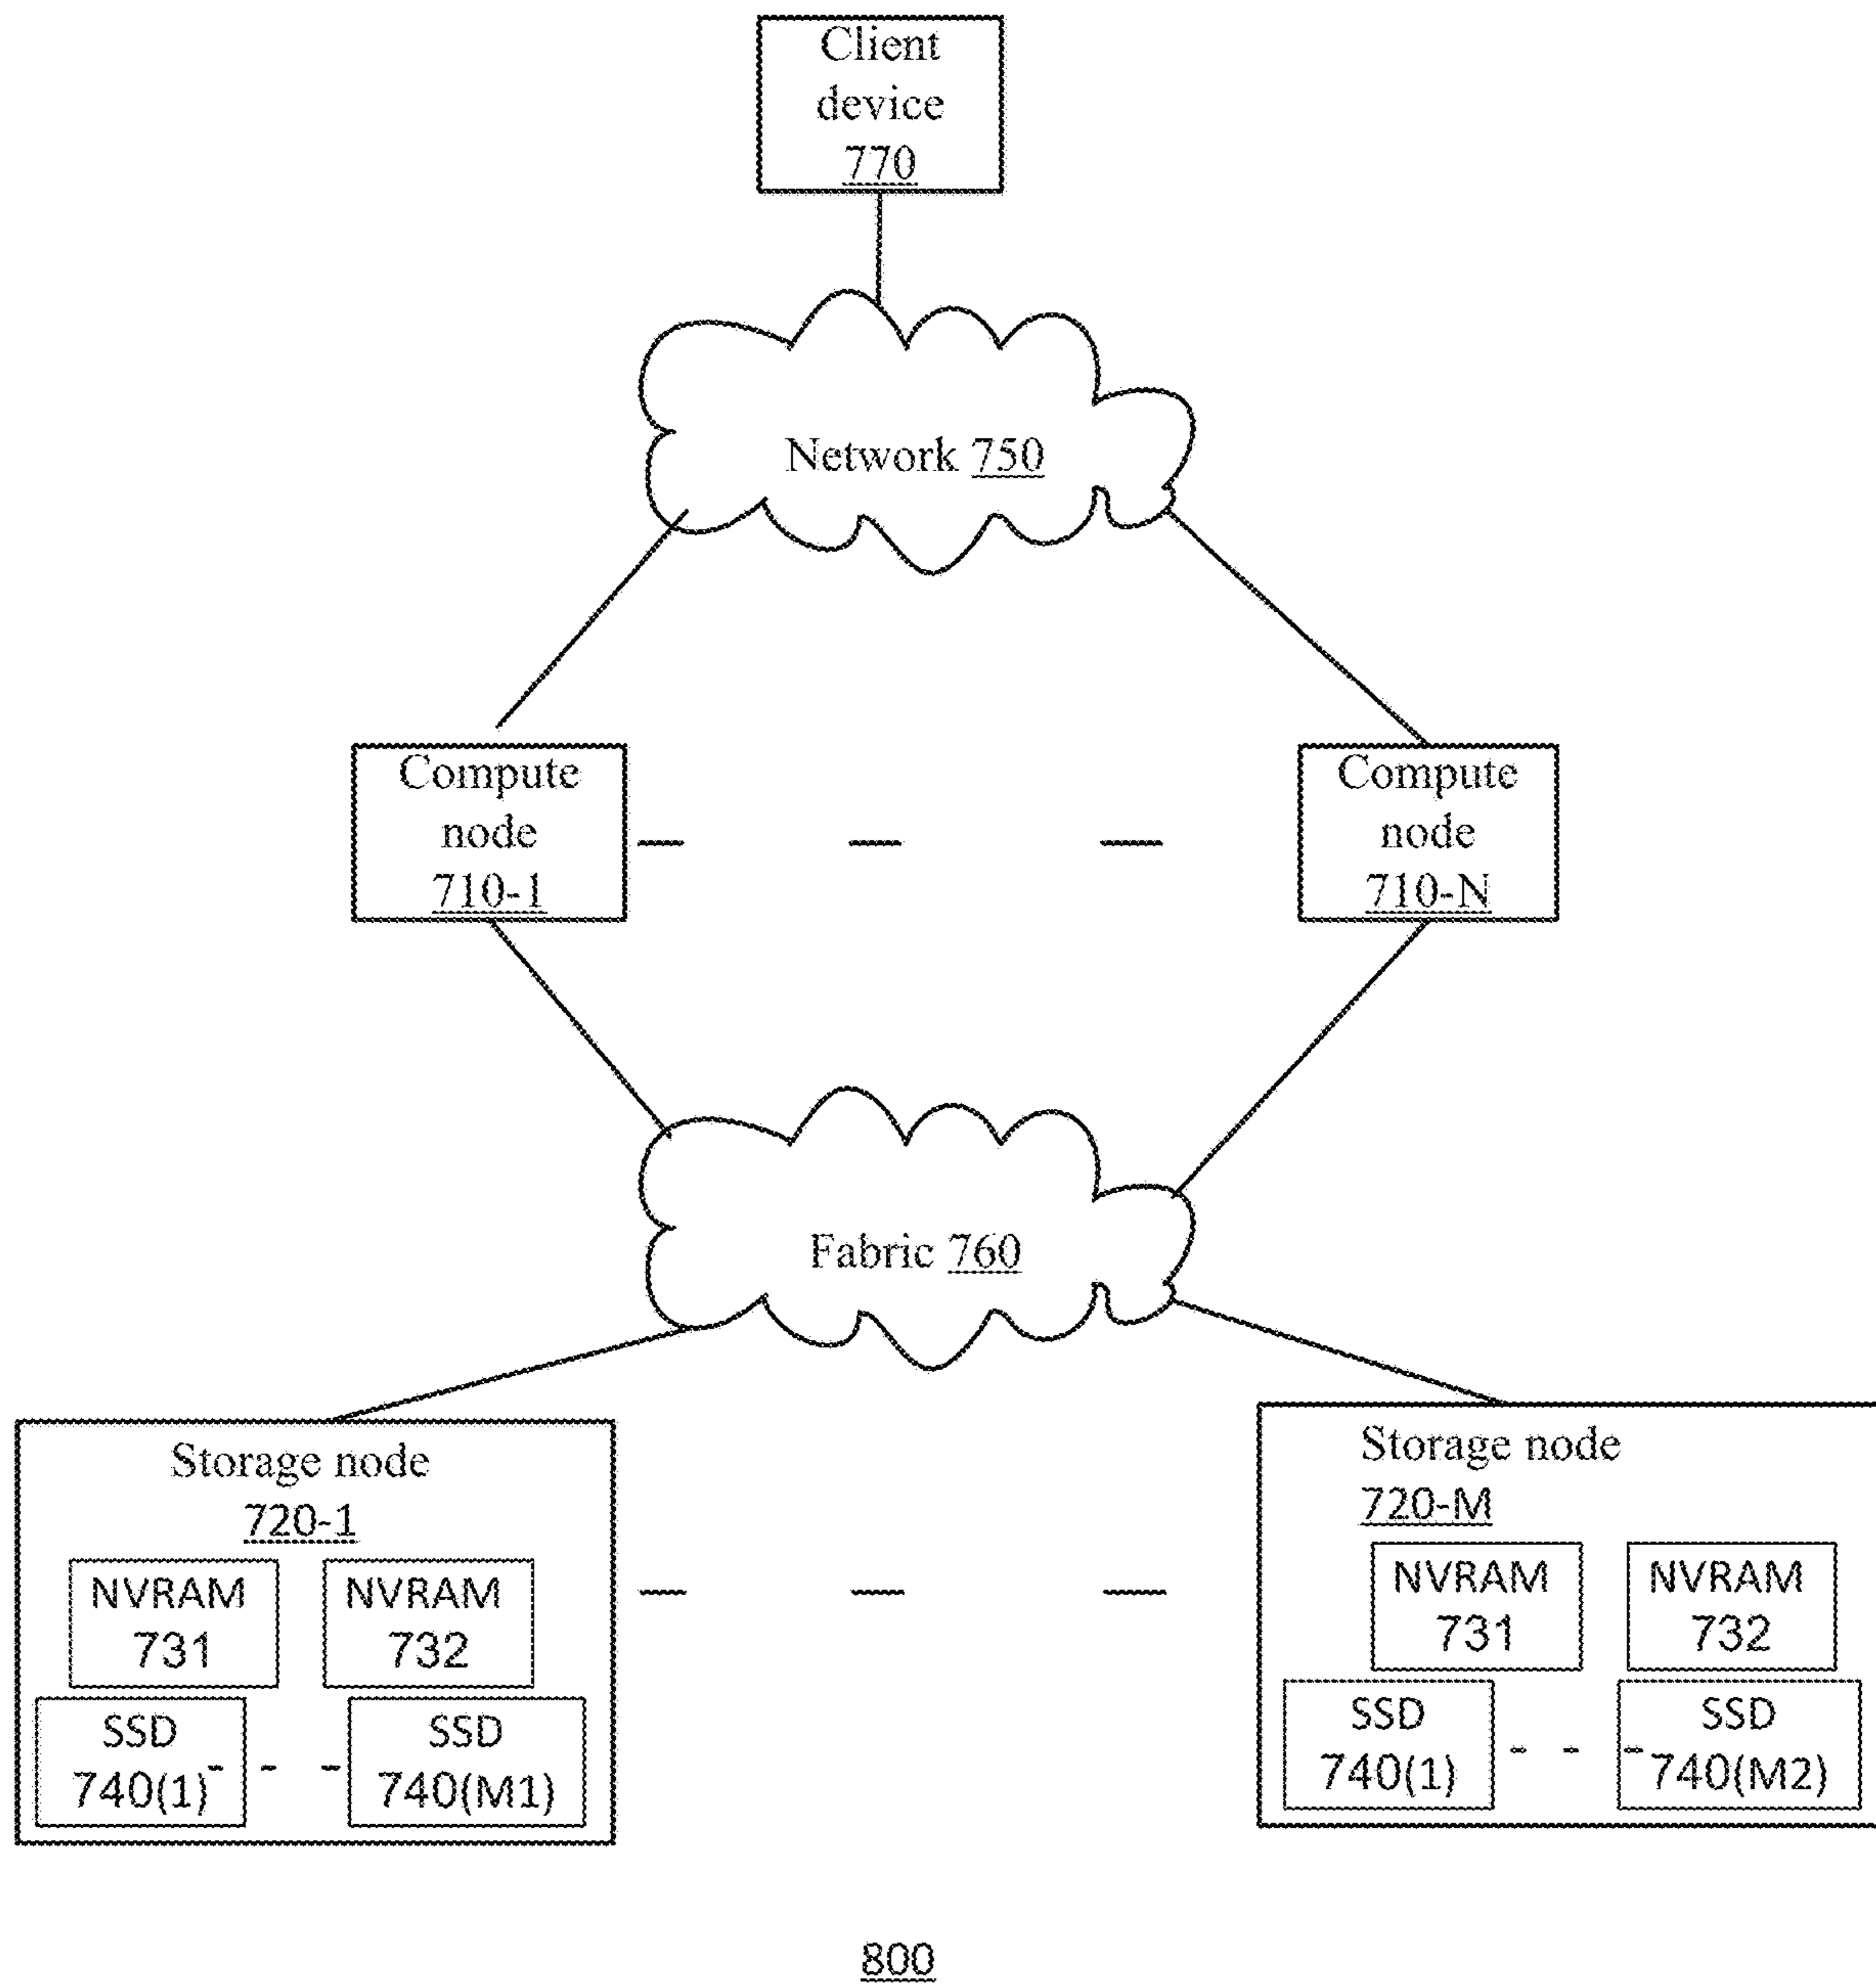 Client
device
770
Network 750
Compute
node
710-1
Compute
node
710-N
Fabric 760
Storage node
720-1
NVRAM
731
NVRAM
732
SSD
740(1)
SSD
740(M1)
Storage node
720-M
NVRAM
731
NVRAM
732
SSD
740(1)
SSD
740(M2)
800